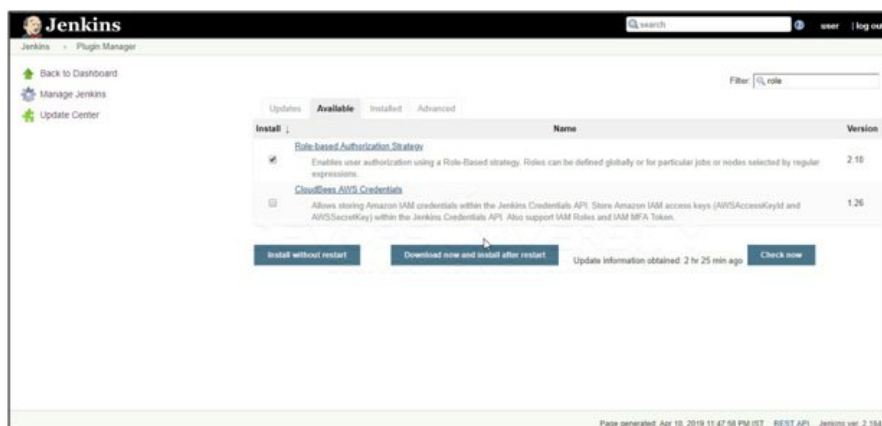 Jenkins
search
user | log out
Jenkins Plugin Manager
Back to Dashboard
Manage Jenkins
Update Center
Filter: role
Updates Available Installed Advanced
Install ↓ Name Version
Role-based Authorization Strategy
Enables user authorization using a Role-Based strategy. Roles can be defined globally or for particular jobs or nodes selected by regular
expressions.
2.10
CloudBees AWS Credentials
Allows storing Amazon IAM credentials within the Jenkins Credentials API. Store Amazon IAM access keys (AWSAccessKeyId and
AWSSecretKey) within the Jenkins Credentials API. Also support IAM Roles and IAM MFA Token.
1.26
Install without restart
Download now and install after restart
Update information obtained: 2 hr 25 min ago
Check now
Page generated: Apr 10, 2019 11:47:58 PM IST REST API Jenkins ver. 2.164